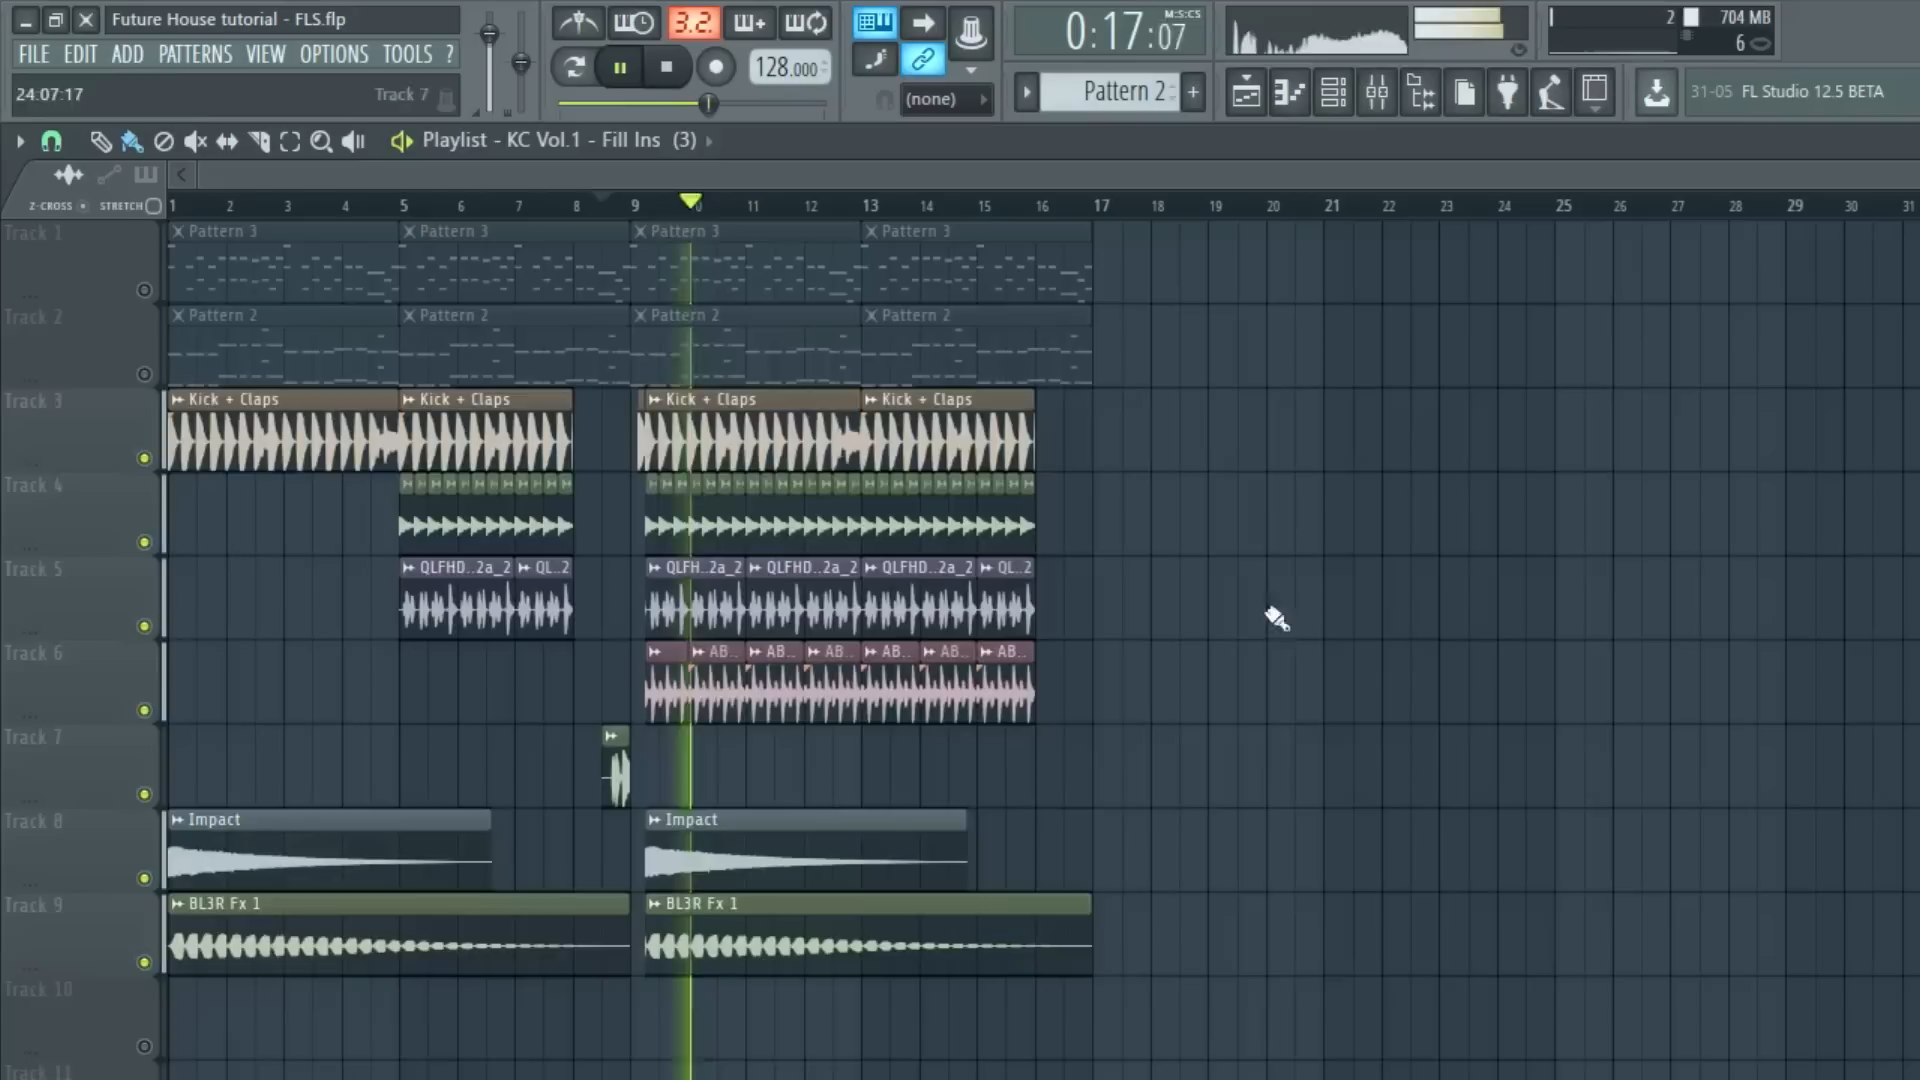 Future House tutorial - FLS.flp
FILE EDIT ADD PATTERNS VIEW OPTIONS TOOLS ?
24:07:17 Track 7
3.2.
128.000
(none)
M:S:CS
0:17:07
Pattern 2
2 704 MB
6
31-05 FL Studio 12.5 BETA
Playlist - KC Vol.1 - Fill Ins (3)
Z-CROSS STRETCH
1 2 3 4 5 6 7 8 9 11 12 13 14 15 16 17 18 19 20 21 22 23 24 25 26 27 28 29 30 31
Track 1 Pattern 3 Pattern 3 Pattern 3 Pattern 3
Track 2 Pattern 2 Pattern 2 Pattern 2 Pattern 2
Track 3 Kick + Claps Kick + Claps Kick + Claps Kick + Claps
Track 4
Track 5 QLFHD..2a_2 QL..2 QLFH..2a_2 QLFHD..2a_2 QLFHD..2a_2 QL..2
Track 6 AB.. AB.. AB.. AB.. AB.. AB..
Track 7
Track 8 Impact Impact
Track 9 BL3R Fx 1 BL3R Fx 1
Track 10
Track 11